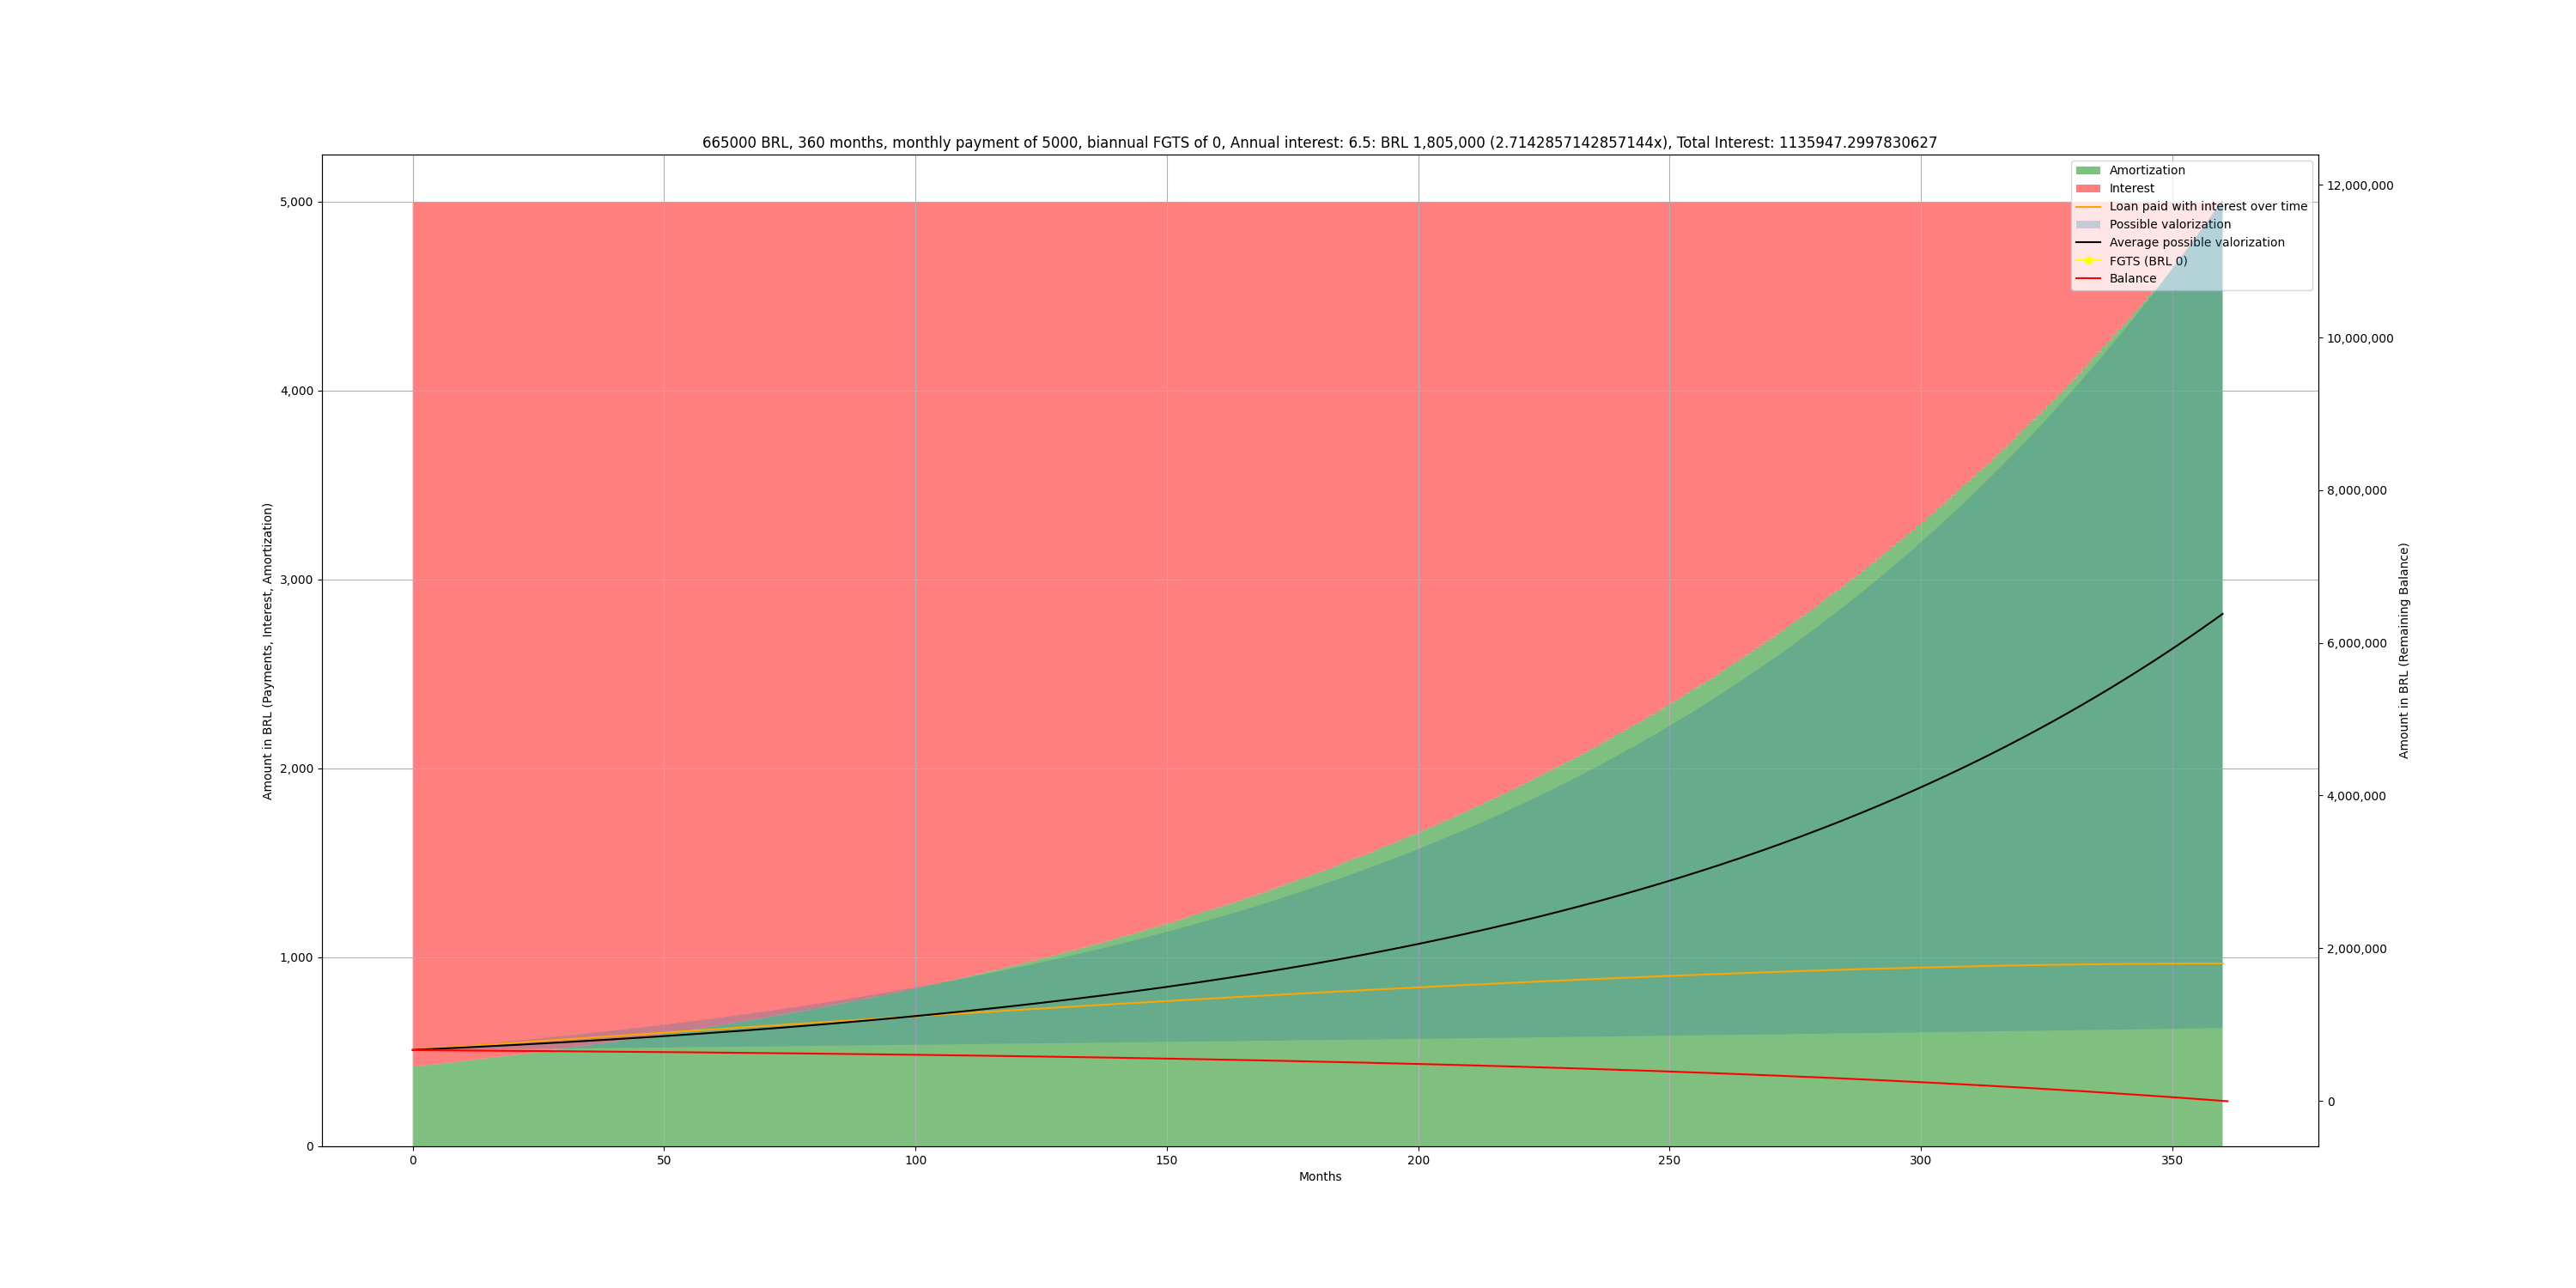 665000 BRL, 360 months, monthly payment of 5000, biannual FGTS of 0, Annual interest: 6.5: BRL 1,805,000 (2.7142857142857144x), Total Interest: 1135947.2997830627
Amortization
Interest
Loan paid with interest over time
Possible valorization
Average possible valorization
FGTS (BRL 0)
Balance
5,000
4,000
3,000
2,000
1,000
0
Amount in BRL (Payments, Interest, Amortization)
12,000,000
10,000,000
8,000,000
6,000,000
4,000,000
2,000,000
0
Amount in BRL (Remaining Balance)
0 50 100 150 200 250 300 350
Months